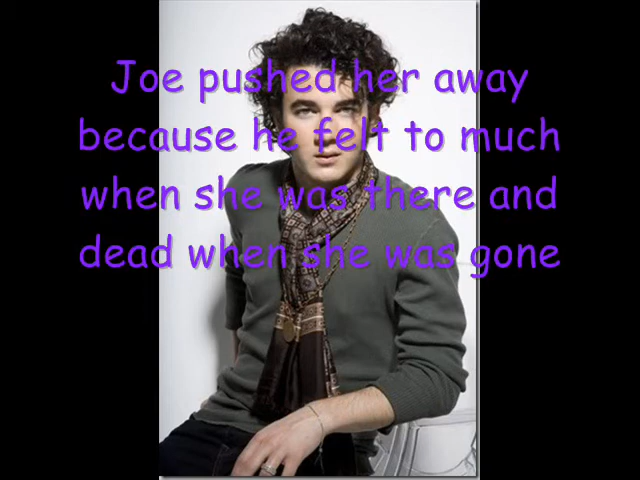 Joe pushed her away
because he felt to much
when she was there and
dead when she was gone